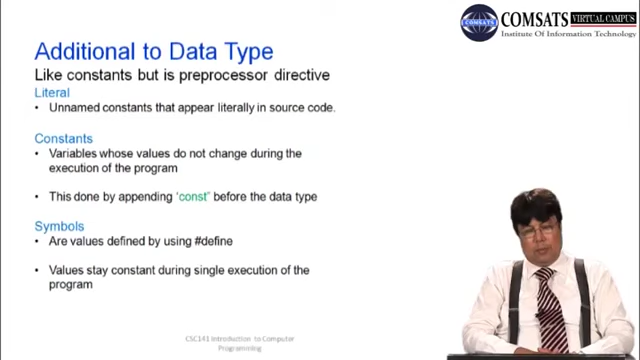 COMSATS VIRTUAL CAMPUS
Institute Of Information Technology
Additional to Data Type
Like constants but is preprocessor directive
Literal
• Unnamed constants that appear literally in source code.
Constants
• Variables whose values do not change during the
execution of the program
• This done by appending ‘const’ before the data type
Symbols
• Are values defined by using #define
• Values stay constant during single execution of the
program
CSC141 Introduction to Computer
Programming